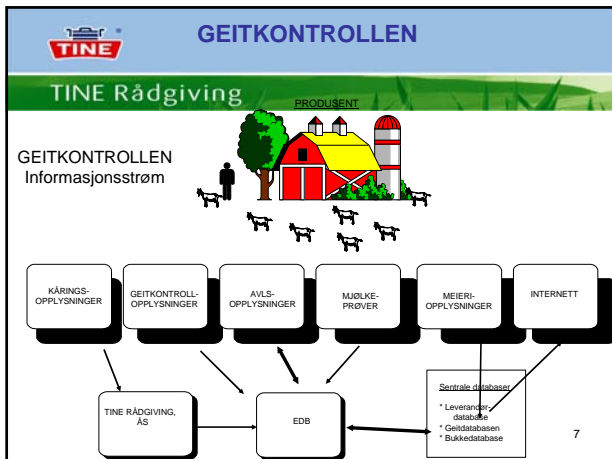 TINE
GEITKONTROLLEN
TINE Rådgiving
PRODUSENT
GEITKONTROLLEN
Informasjonsstrøm
KÅRINGS-
OPPLYSNINGER
GEITKONTROLL-
OPPLYSNINGER
AVLS-
OPPLYSNINGER
MJØLKE-
PRØVER
MEIERI-
OPPLYSNINGER
INTERNETT
TINE RÅDGIVING,
ÅS
EDB
Sentrale databaser
* Leverandør-
database
* Geitdatabasen
* Bukkedatabase
7